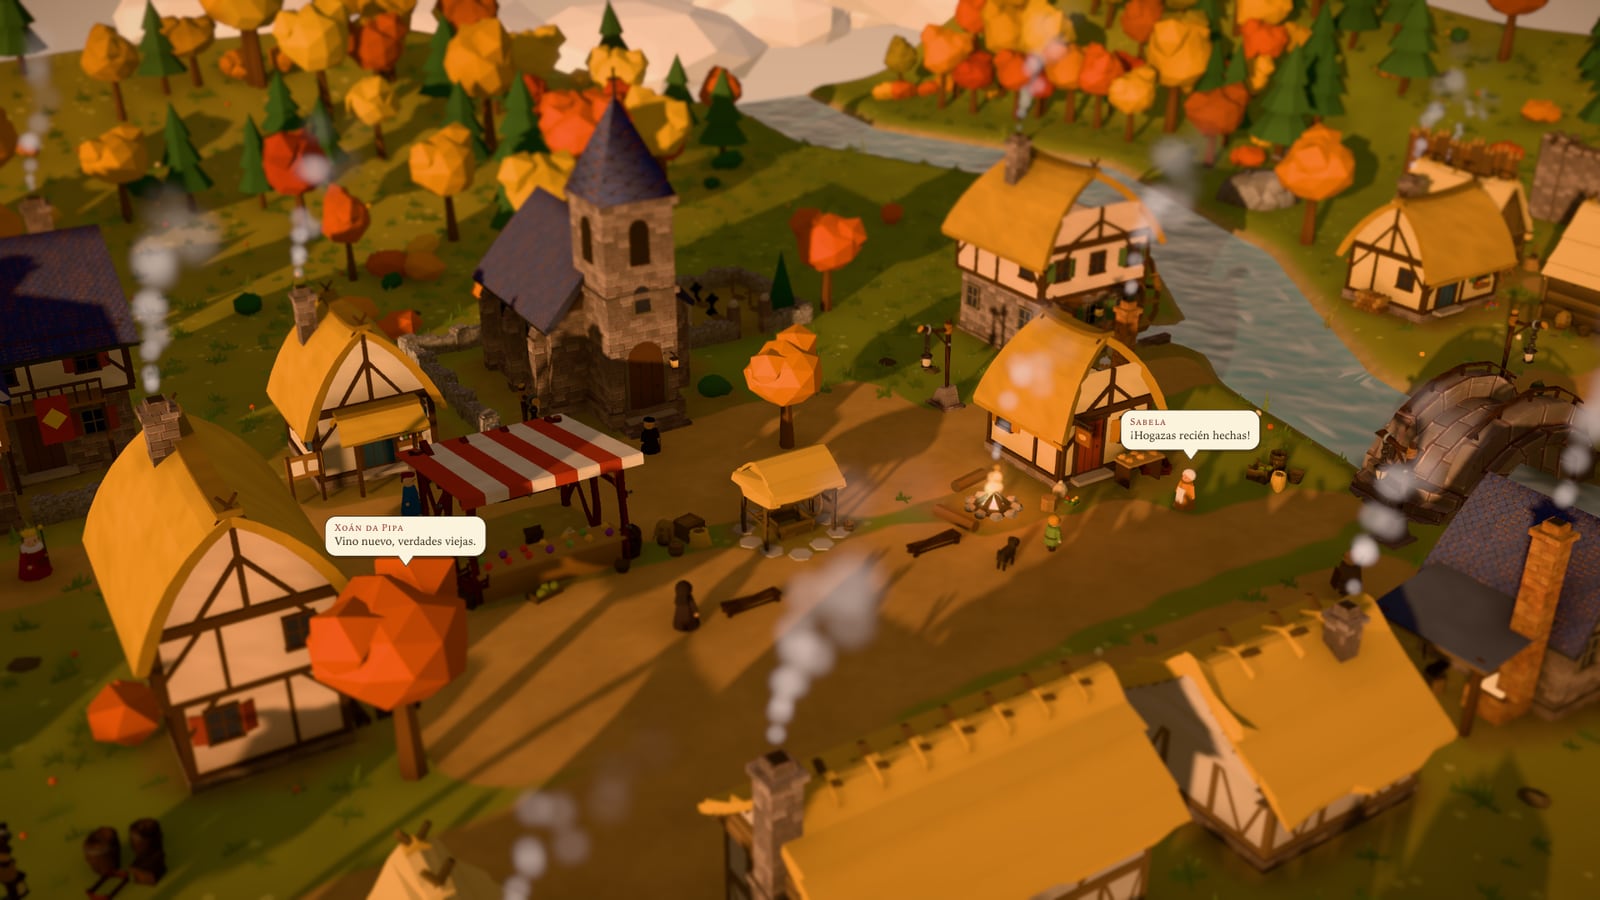 Sabela
¡Hogazas recién hechas!
Xoán da Pipa
Vino nuevo, verdades viejas.